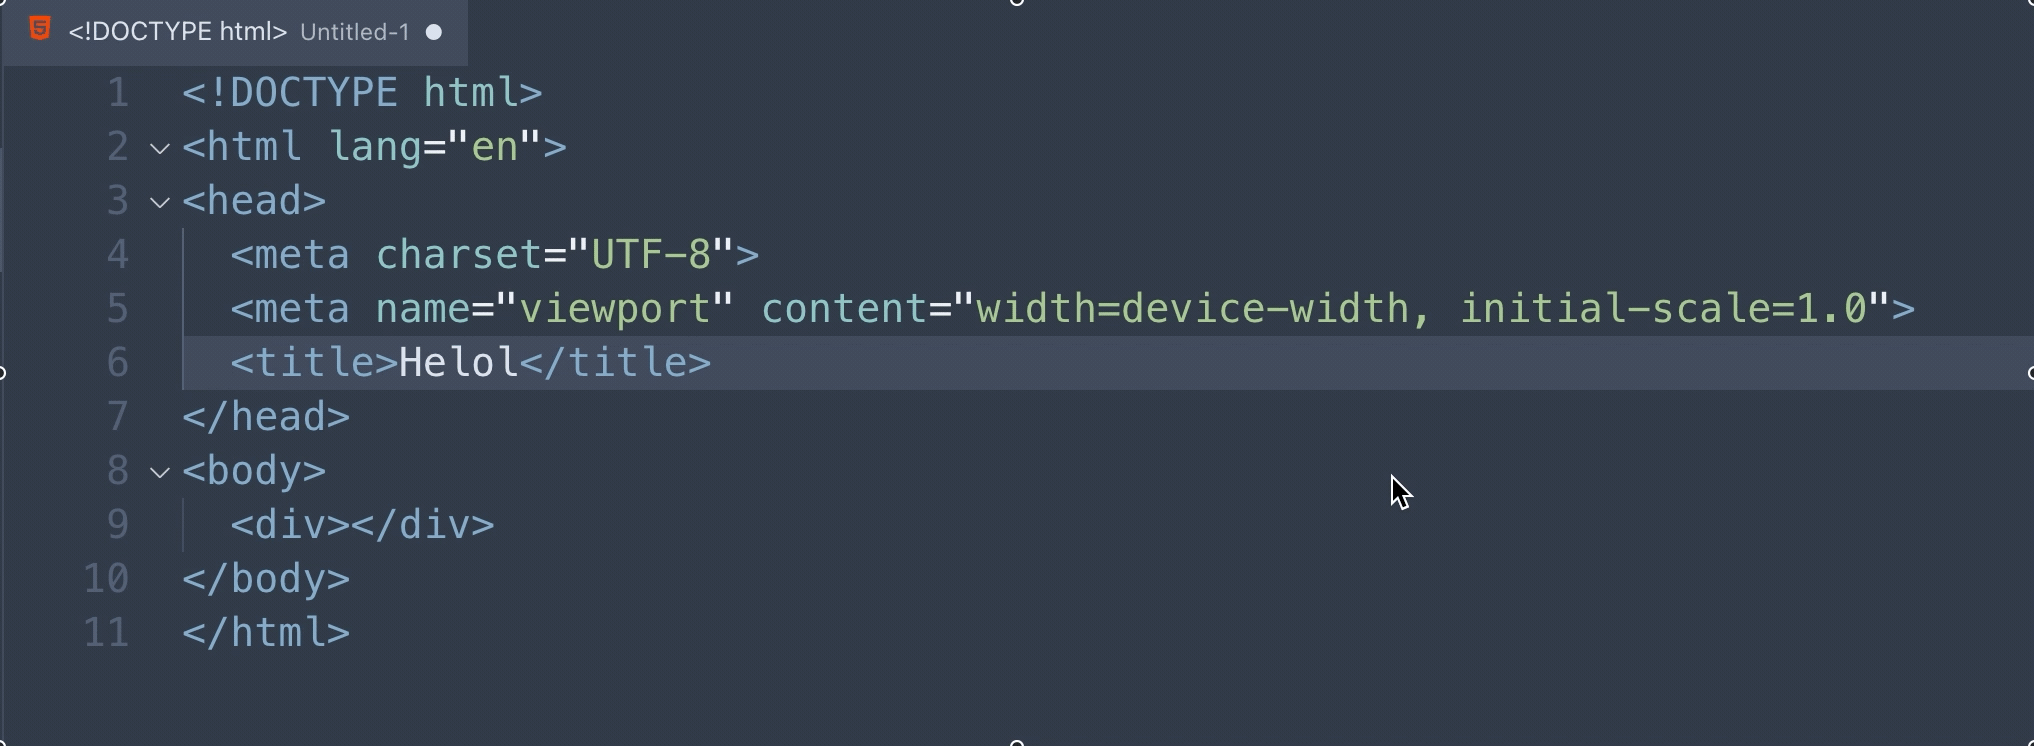 <!DOCTYPE html> Untitled-1
1 <!DOCTYPE html>
2 <html lang="en">
3 <head>
4   <meta charset="UTF-8">
5   <meta name="viewport" content="width=device-width, initial-scale=1.0">
6   <title>Helol</title>
7 </head>
8 <body>
9   <div></div>
10 </body>
11 </html>